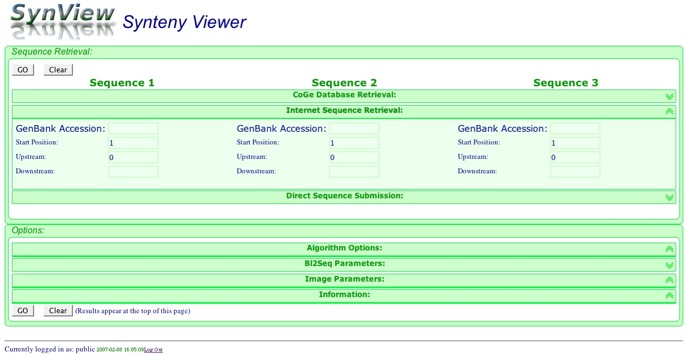 SynView Synteny Viewer
Sequence Retrieval:
GO Clear
Sequence 1 Sequence 2 Sequence 3
CoGe Database Retrieval:
Internet Sequence Retrieval:
GenBank Accession: GenBank Accession: GenBank Accession:
Start Position: 1 Start Position: 1 Start Position: 1
Upstream: 0 Upstream: 0 Upstream: 0
Downstream: Downstream: Downstream:
Direct Sequence Submission:
Options:
Algorithm Options:
Bl2Seq Parameters:
Image Parameters:
Information:
GO Clear (Results appear at the top of this page)
Currently logged in as: public 2007-02-08 18:05:09Log Out